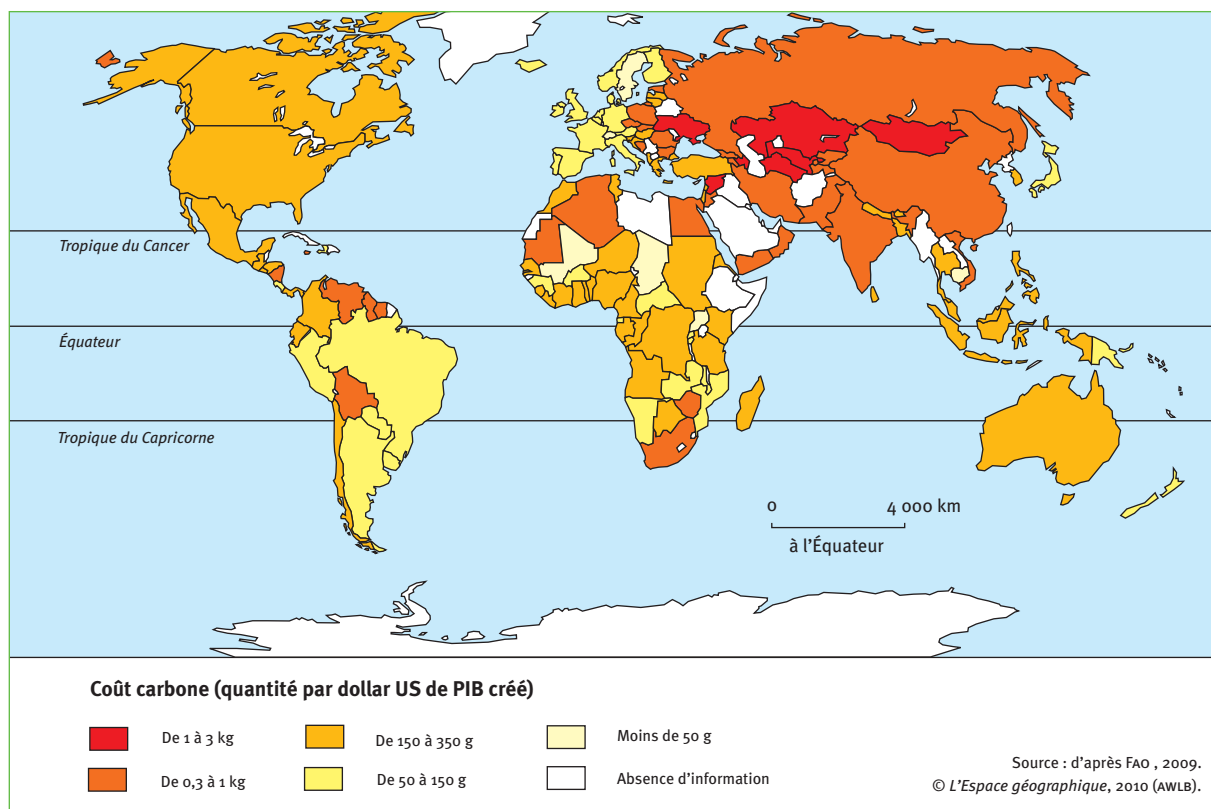 Tropique du Cancer
Équateur
Tropique du Capricorne
0 4 000 km
à l’Équateur
Coût carbone (quantité par dollar US de PIB créé)
De 1 à 3 kg
De 0,3 à 1 kg
De 150 à 350 g
De 50 à 150 g
Moins de 50 g
Absence d’information
Source : d’après FAO , 2009.
© L’Espace géographique, 2010 (AWLB).